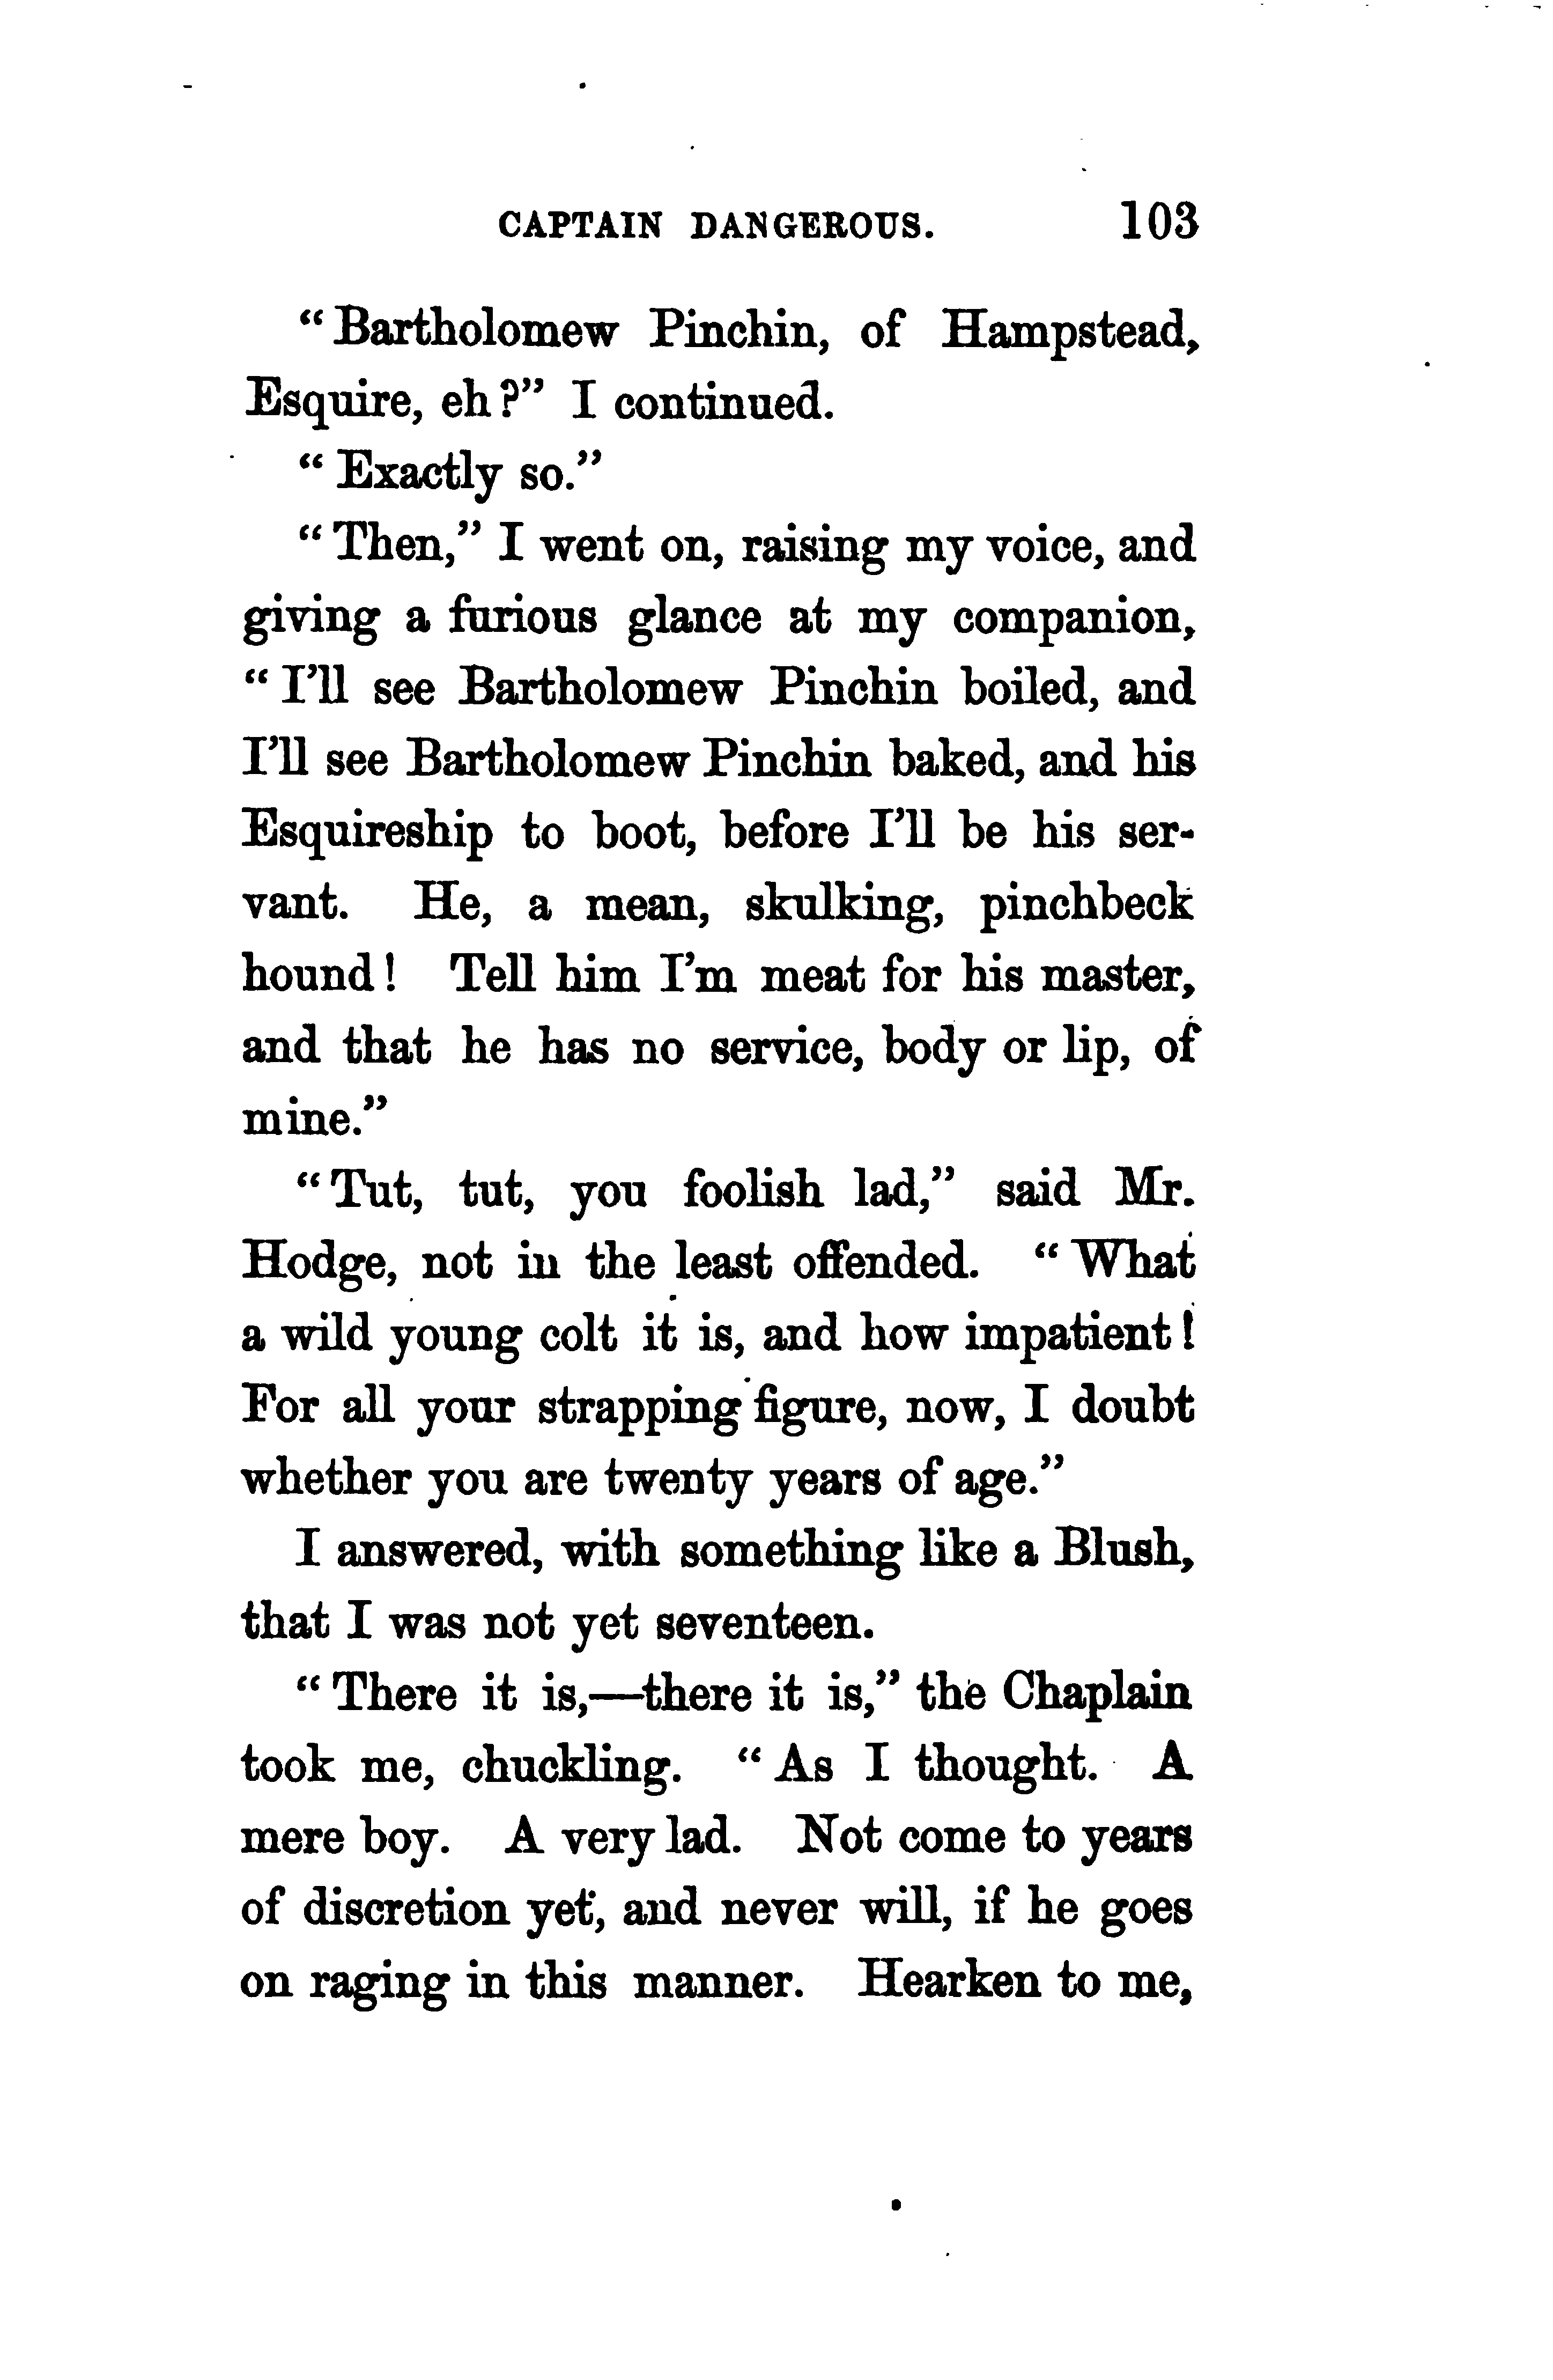 CAPTAIN DANGEROUS. 103
"Bartholomew Pinchin, of Hampstead,
Esquire, eh?" I continued.
"Exactly so."
"Then," I went on, raising my voice, and
giving a furious glance at my companion,
"I'll see Bartholomew Pinchin boiled, and
I'll see Bartholomew Pinchin baked, and his
Esquireship to boot, before I'll be his ser-
vant. He, a mean, skulking, pinchbeck
hound! Tell him I'm meat for his master,
and that he has no service, body or lip, of
mine."
"Tut, tut, you foolish lad," said Mr.
Hodge, not in the least offended. "What
a wild young colt it is, and how impatient!
For all your strapping figure, now, I doubt
whether you are twenty years of age."
I answered, with something like a Blush,
that I was not yet seventeen.
"There it is,—there it is," the Chaplain
took me, chuckling. "As I thought. A
mere boy. A very lad. Not come to years
of discretion yet, and never will, if he goes
on raging in this manner. Hearken to me,